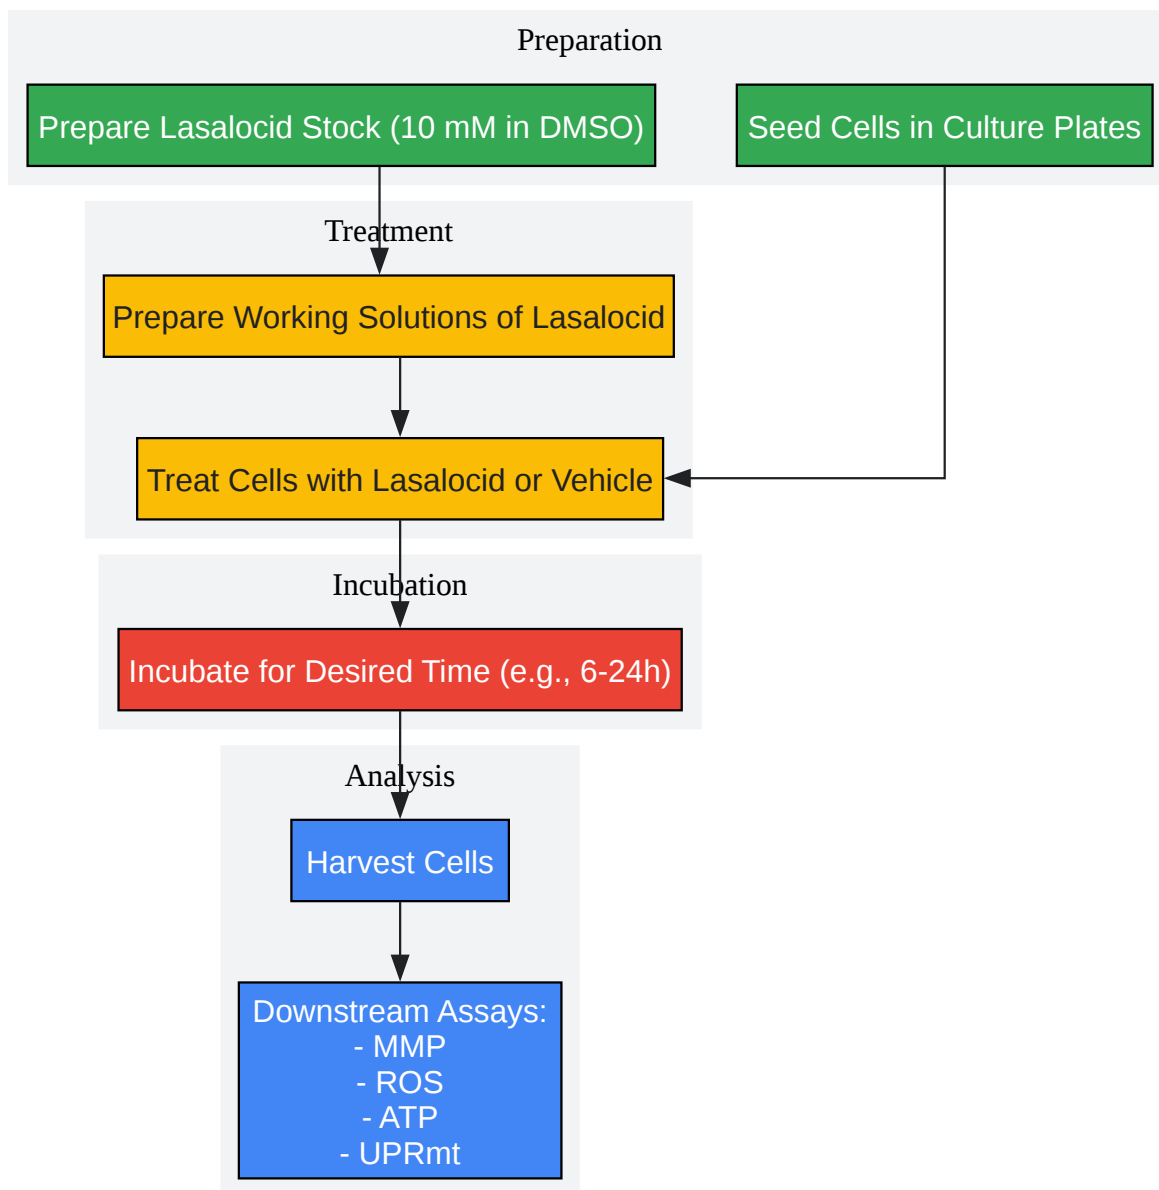 Preparation
Prepare Lasalocid Stock (10 mM in DMSO)
Seed Cells in Culture Plates
Treatment
Prepare Working Solutions of Lasalocid
Treat Cells with Lasalocid or Vehicle
Incubation
Incubate for Desired Time (e.g., 6-24h)
Analysis
Harvest Cells
Downstream Assays:
- MMP
- ROS
- ATP
- UPRmt